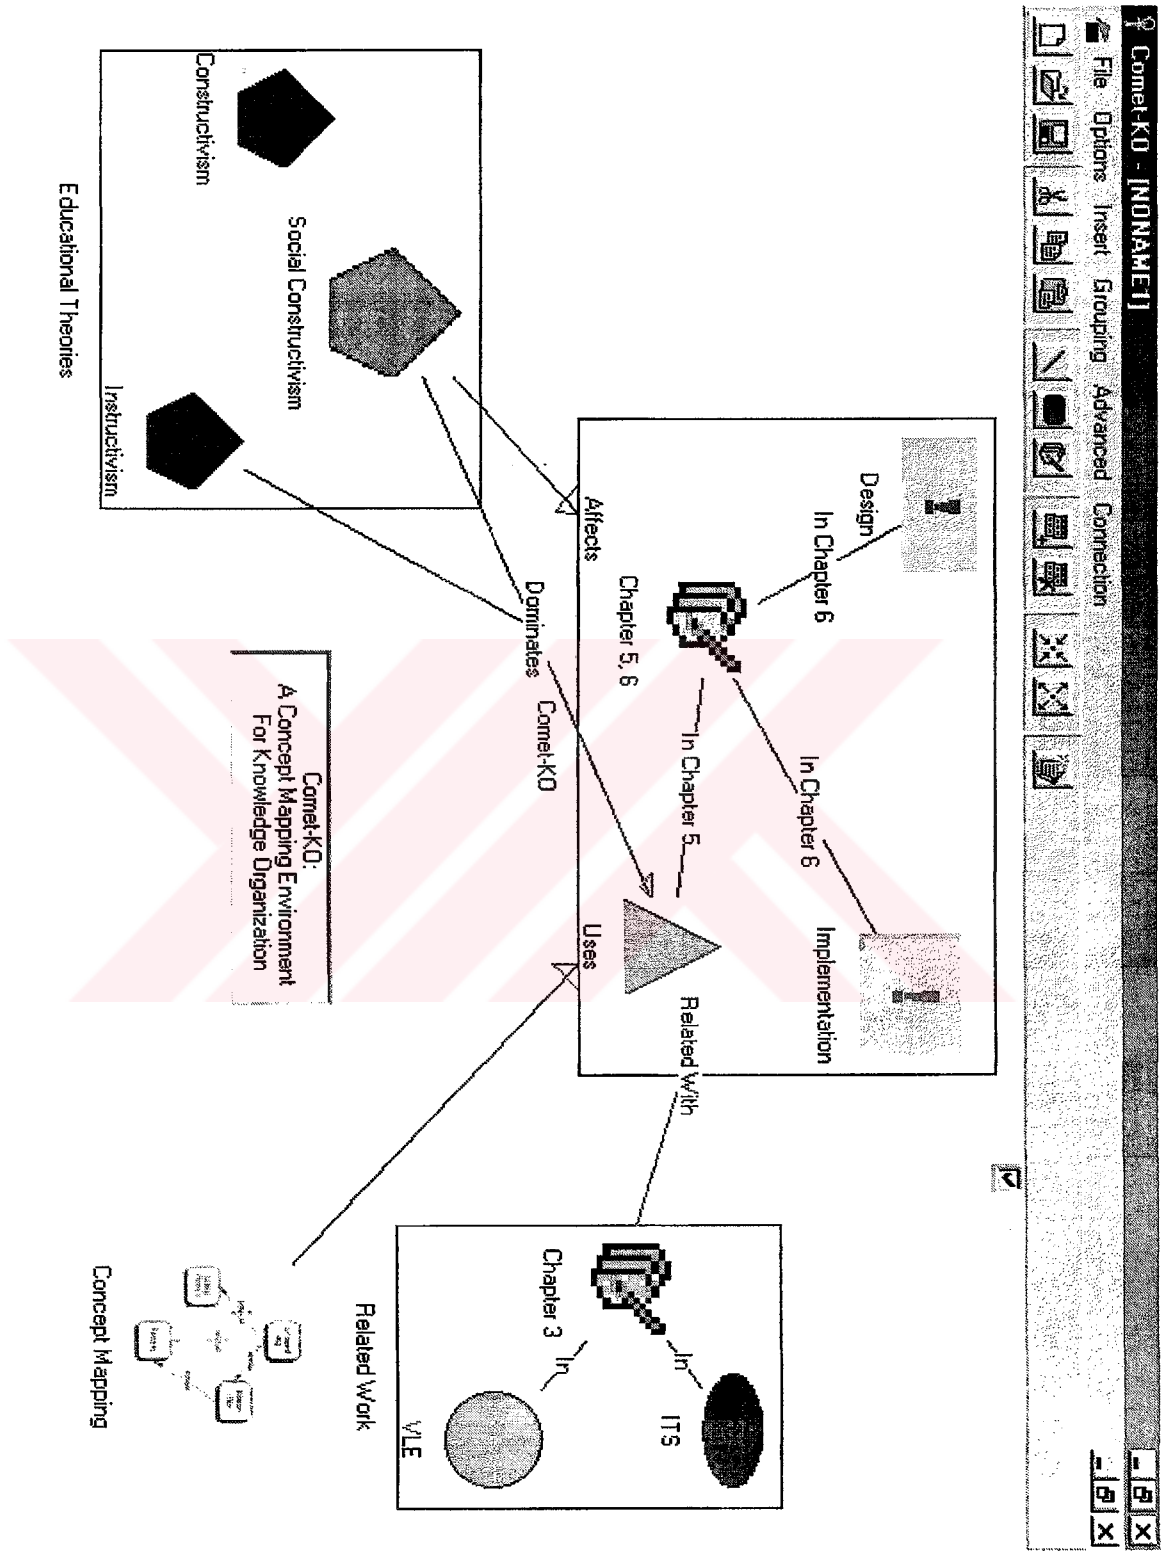 Comet-KO - [NONAME1]
File Options Insert Grouping Advanced Connection
Design
In Chapter 6
In Chapter 6
Implementation
Chapter 5, 6
In Chapter 5
Related With
Affects
Uses
Comet-KO
Dominates
Social Constructivism
Constructivism
Instructivism
Educational Theories
ITS
In
Chapter 3
In
VLE
Related Work
Comet-KO:
A Concept Mapping Environment
For Knowledge Organization
Concept Mapping